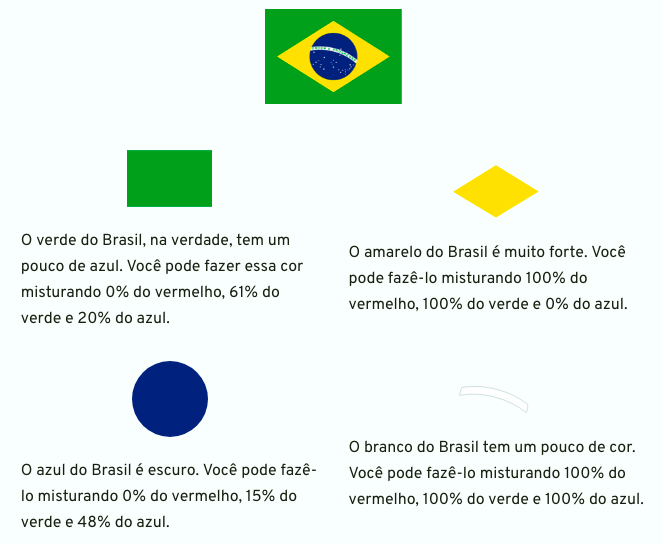 O verde do Brasil, na verdade, tem um
pouco de azul. Você pode fazer essa cor
misturando 0% do vermelho, 61% do
verde e 20% do azul.
O amarelo do Brasil é muito forte. Você
pode fazê-lo misturando 100% do
vermelho, 100% do verde e 0% do azul.
O azul do Brasil é escuro. Você pode fazê-
lo misturando 0% do vermelho, 15% do
verde e 48% do azul.
O branco do Brasil tem um pouco de cor.
Você pode fazê-lo misturando 100% do
vermelho, 100% do verde e 100% do azul.